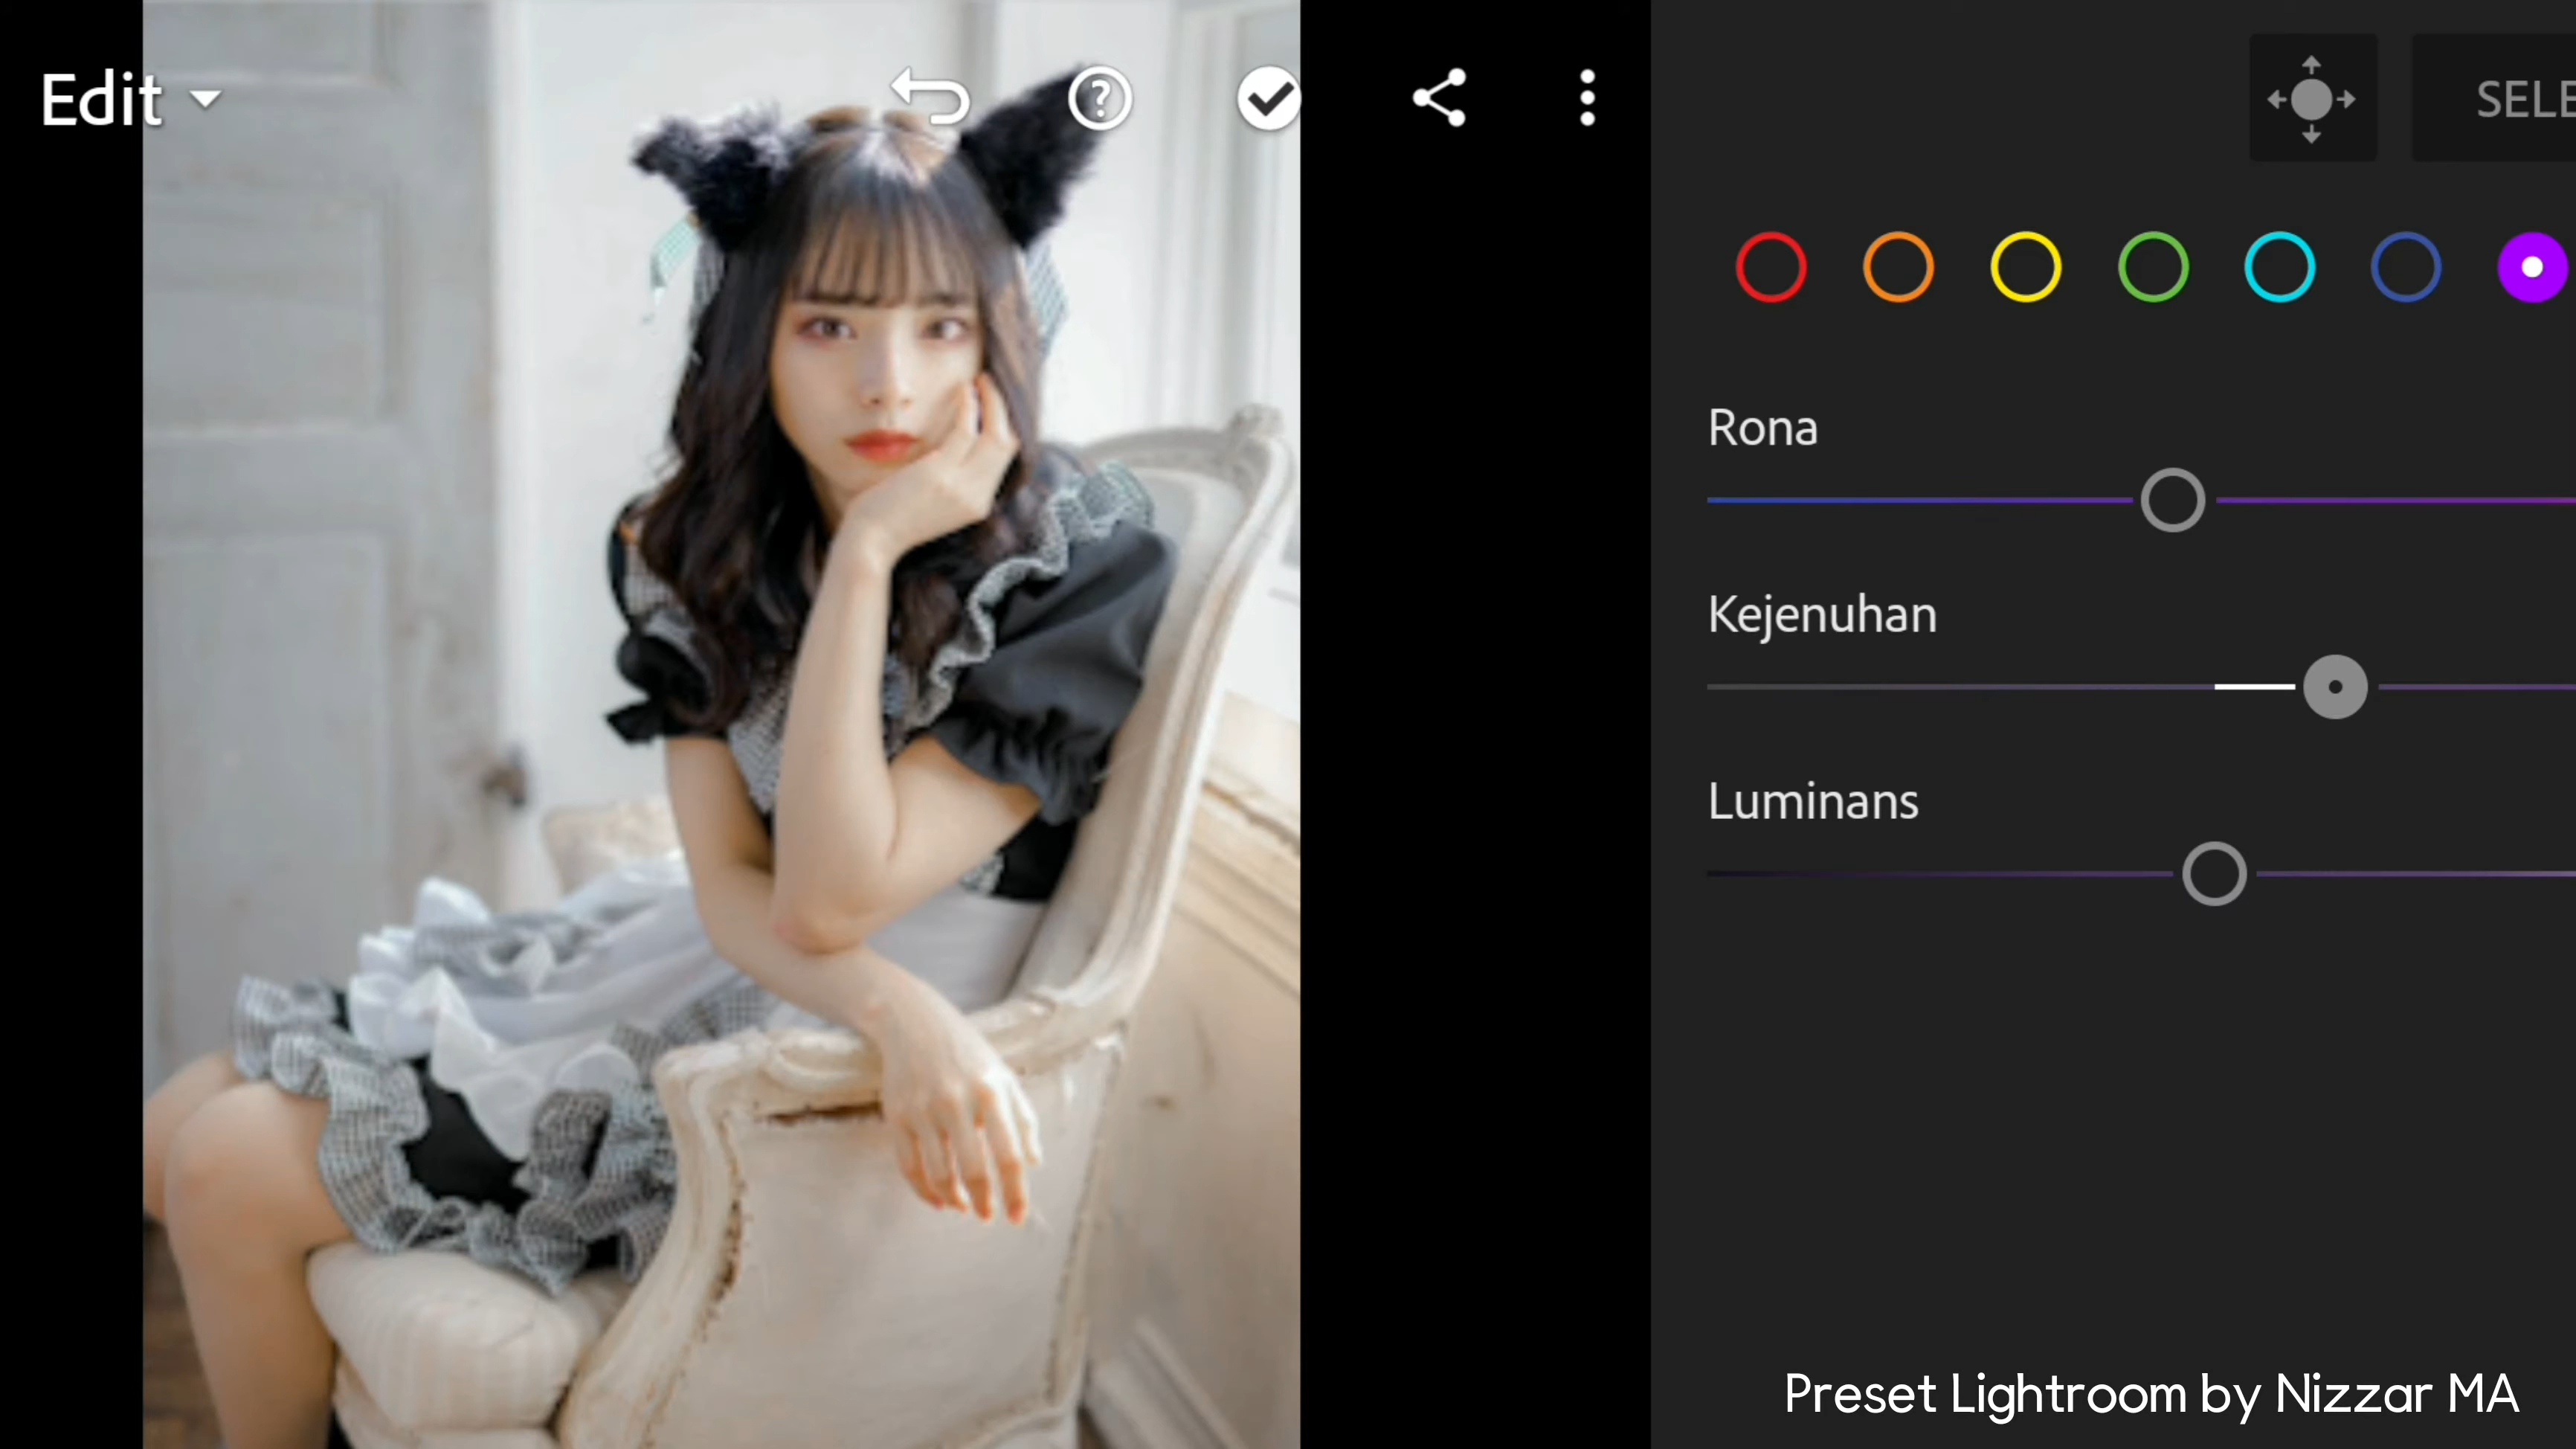 Edit
SELE
Rona
Kejenuhan
Luminans
Preset Lightroom by Nizzar MA